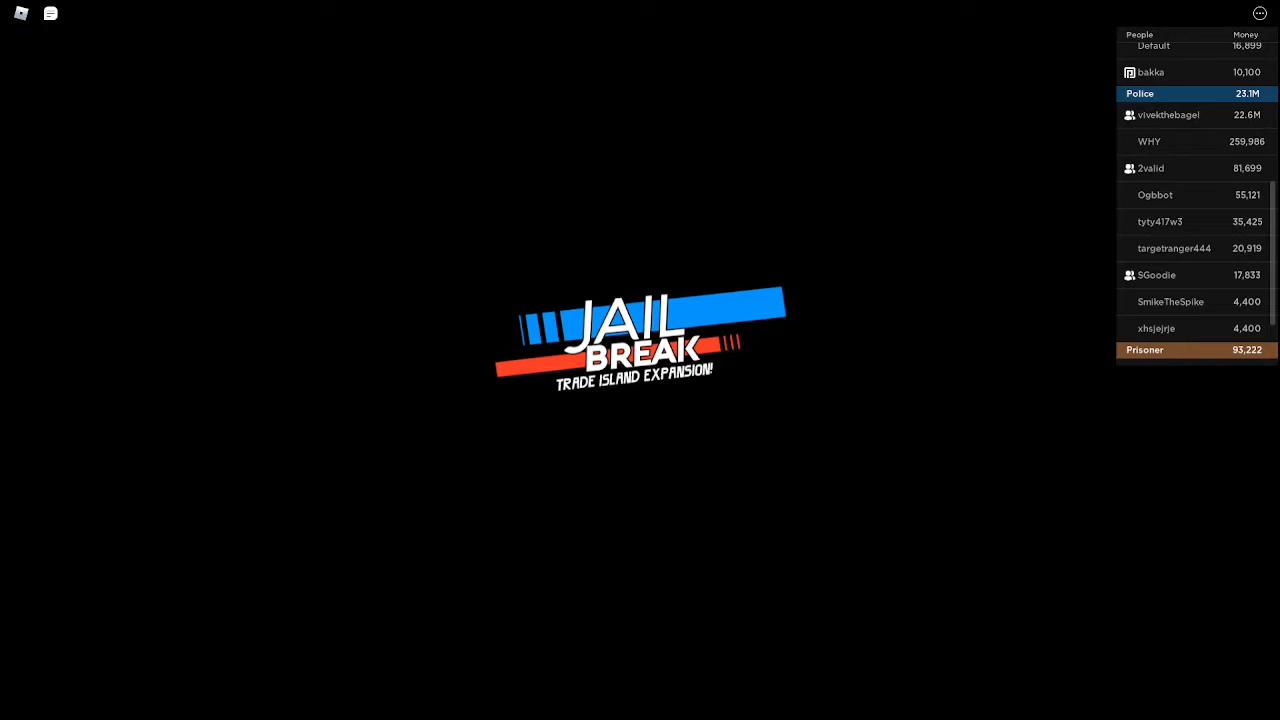 People Money
Default 16,899
bakka 10,100
Police 23.1M
vivekthebagel 22.6M
WHY 259,986
2valid 81,699
Ogbbot 55,121
tyty417w3 35,425
targetranger444 20,919
SGoodie 17,833
SmikeTheSpike 4,400
xhsjejrje 4,400
Prisoner 93,222
JAIL
BREAK
TRADE ISLAND EXPANSION!